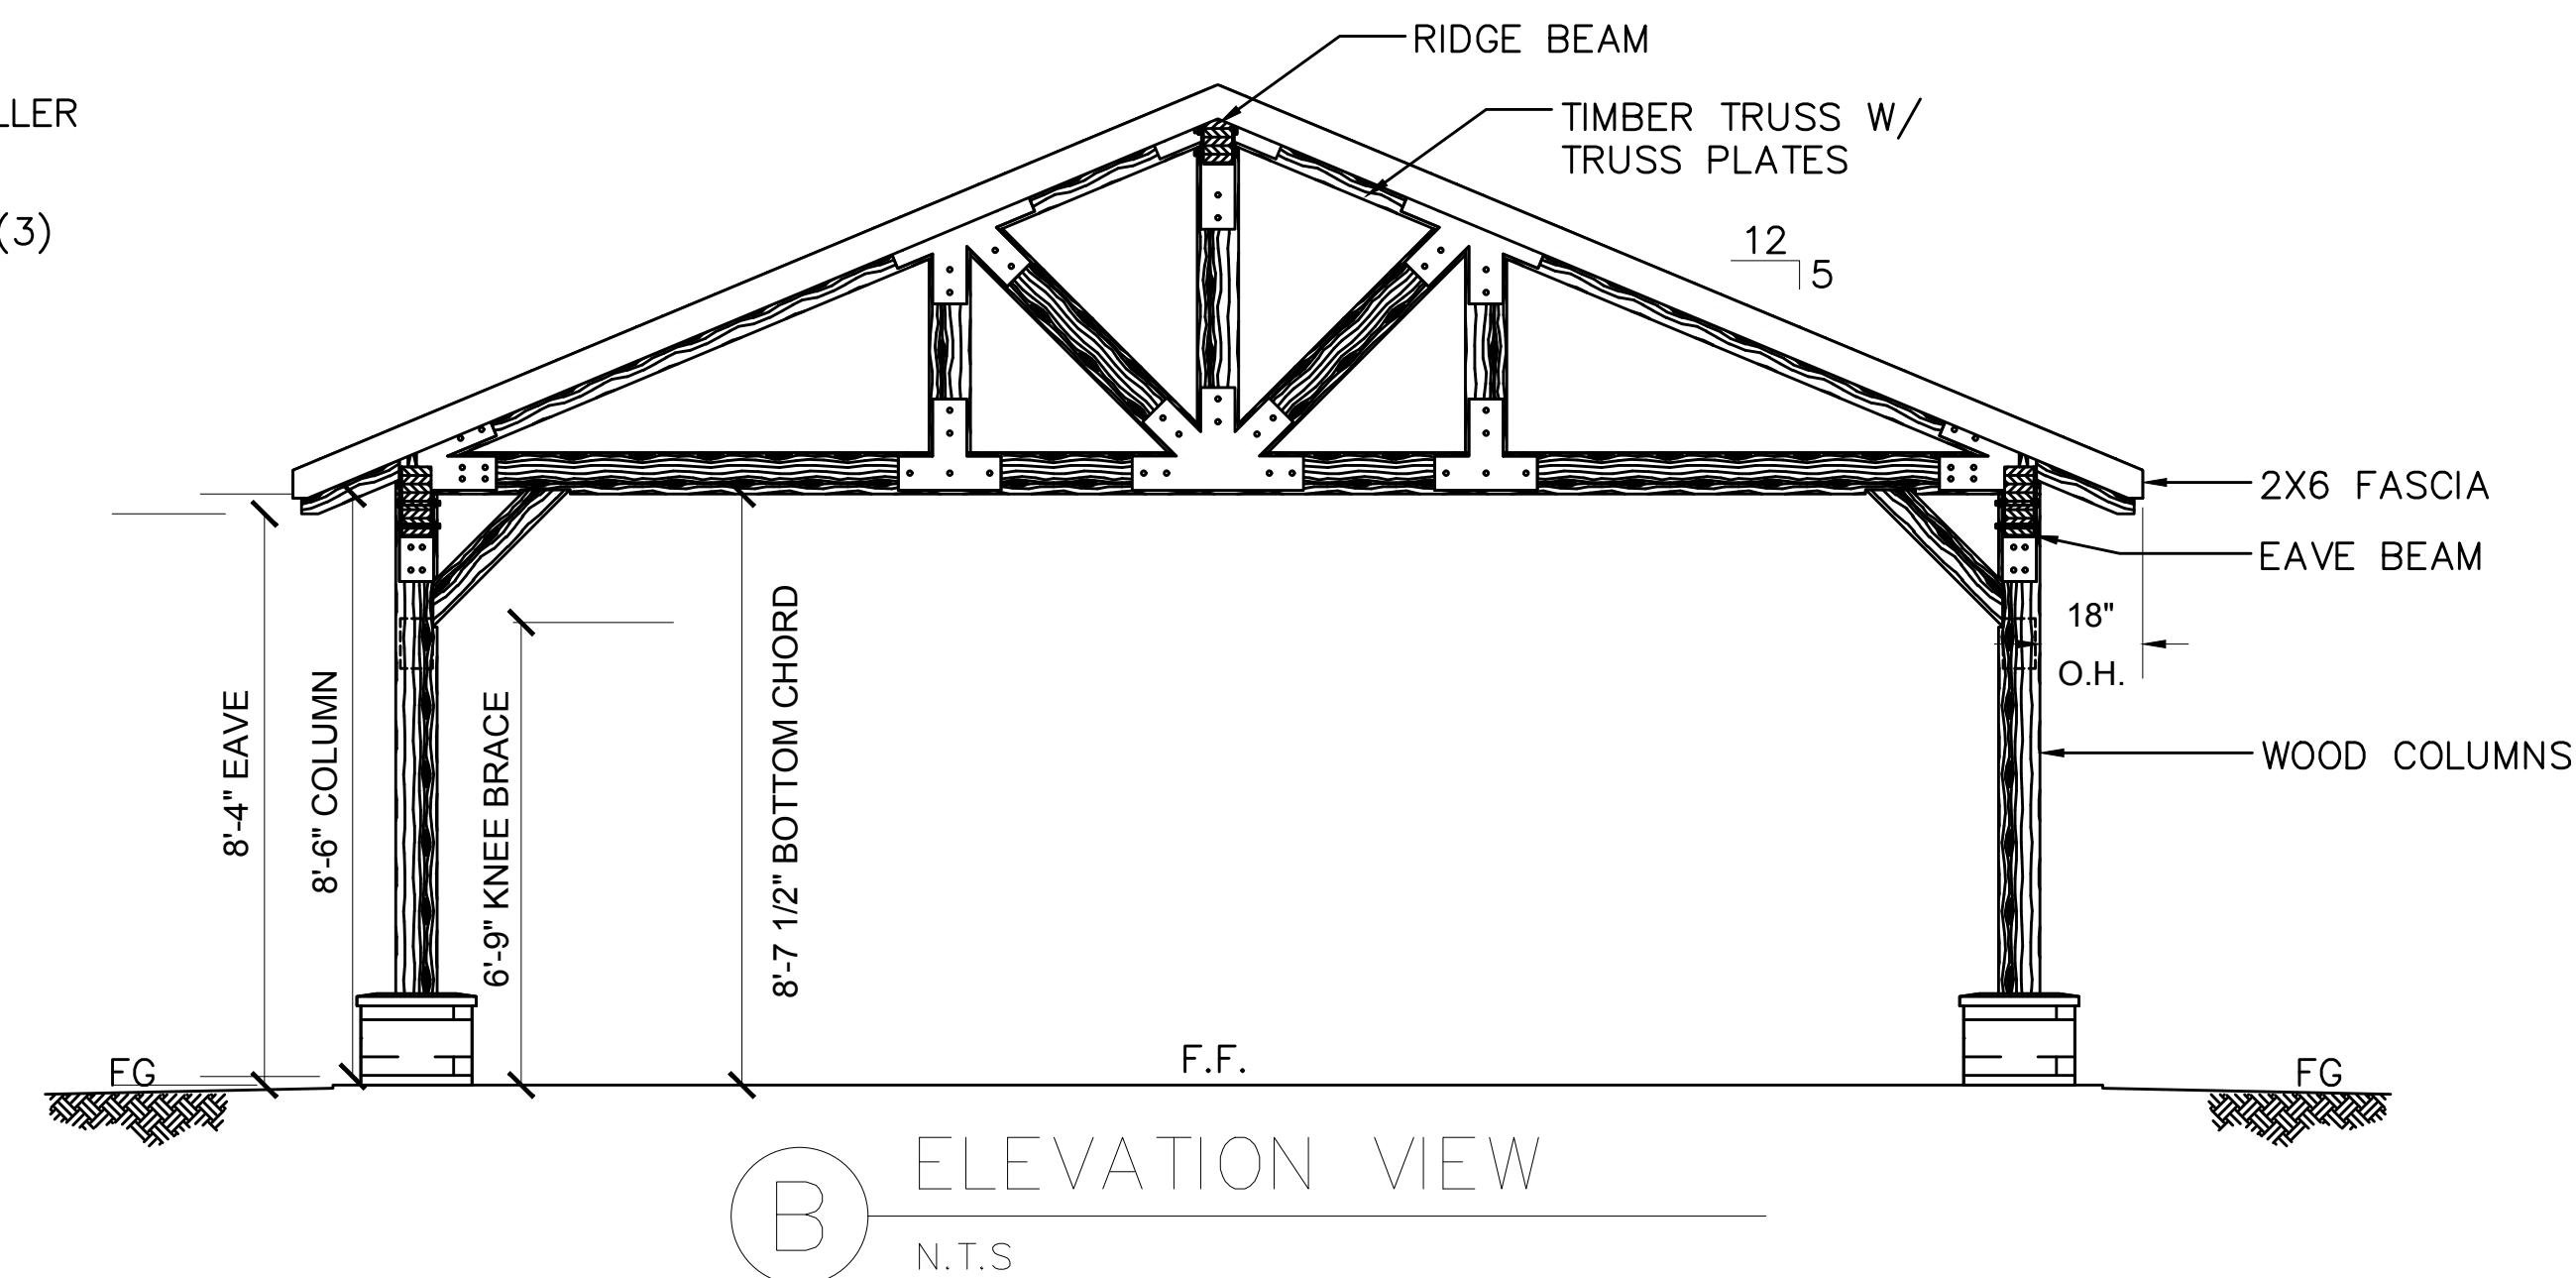 RIDGE BEAM
LLER
TIMBER TRUSS W/
TRUSS PLATES
(3)
12
5
2X6 FASCIA
EAVE BEAM
18"
O.H.
WOOD COLUMNS
8'-4" EAVE
8'-6" COLUMN
6'-9" KNEE BRACE
8'-7 1/2" BOTTOM CHORD
FG
F.F.
FG
B
ELEVATION VIEW
N.T.S